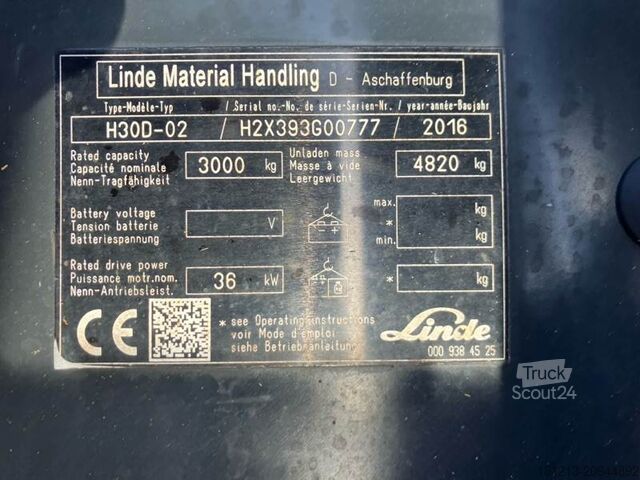 Linde Material Handling D - Aschaffenburg
Type-Modèle-Typ / Serial no.-No. de série-Serien-Nr. / year-année-Baujahr
H30D-02 / H2X393G00777 / 2016
Rated capacity
Capacité nominale
Nenn-Tragfähigkeit
3000 kg
Unladen mass
Masse à vide
Leergewicht
4820 kg
Battery voltage
Tension batterie
Batteriespannung
V
max.
*
min.
kg
kg
Rated drive power
Puissance motr.nom.
Nenn-Antriebsleist.
36 kW
* kg
CE
* see Operating instructions
voir Mode d'emploi
siehe Betriebsanleitung
Linde
000 938 45 25
Truck
Scout24